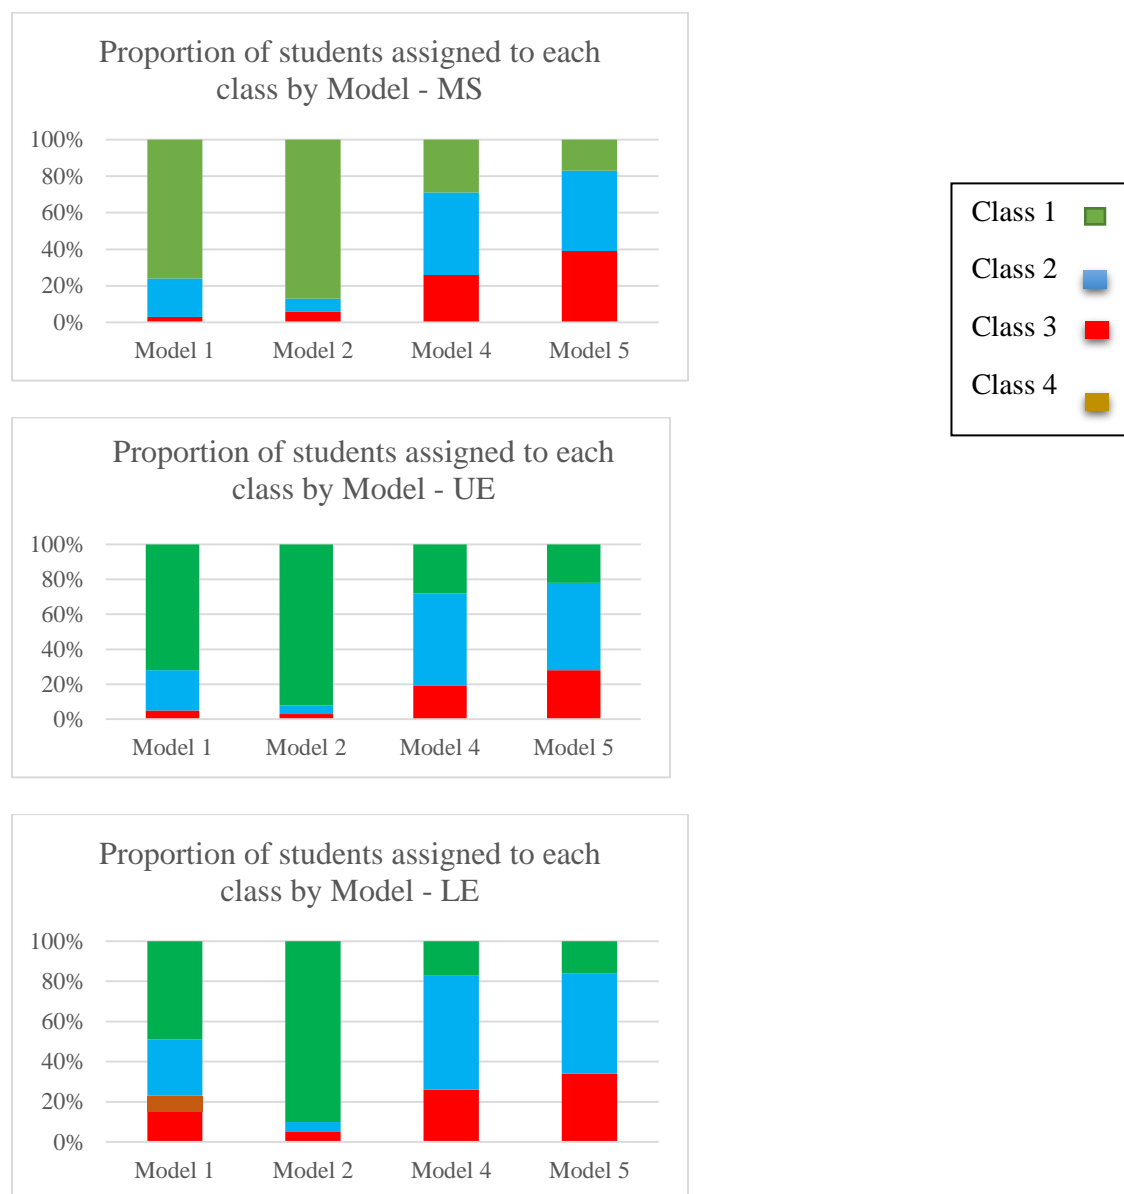 Proportion of students assigned to each
class by Model - MS
100%
80%
60%
40%
20%
0%
Model 1 Model 2 Model 4 Model 5
Class 1
Class 2
Class 3
Class 4
Proportion of students assigned to each
class by Model - UE
100%
80%
60%
40%
20%
0%
Model 1 Model 2 Model 4 Model 5
Proportion of students assigned to each
class by Model - LE
100%
80%
60%
40%
20%
0%
Model 1 Model 2 Model 4 Model 5